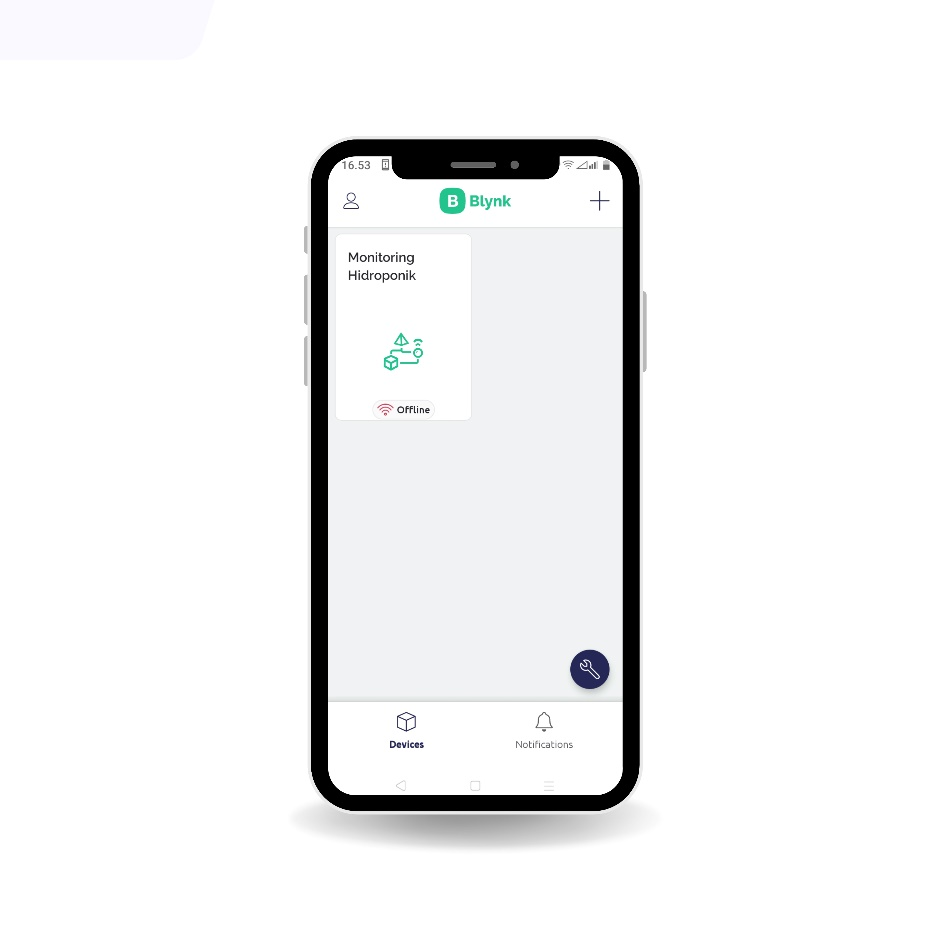 16.53
B Blynk
Monitoring
Hidroponik
Offline
Devices
Notifications